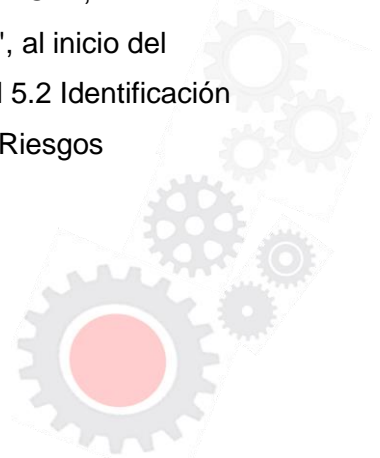 ', al inicio del
l 5.2 Identificación
Riesgos